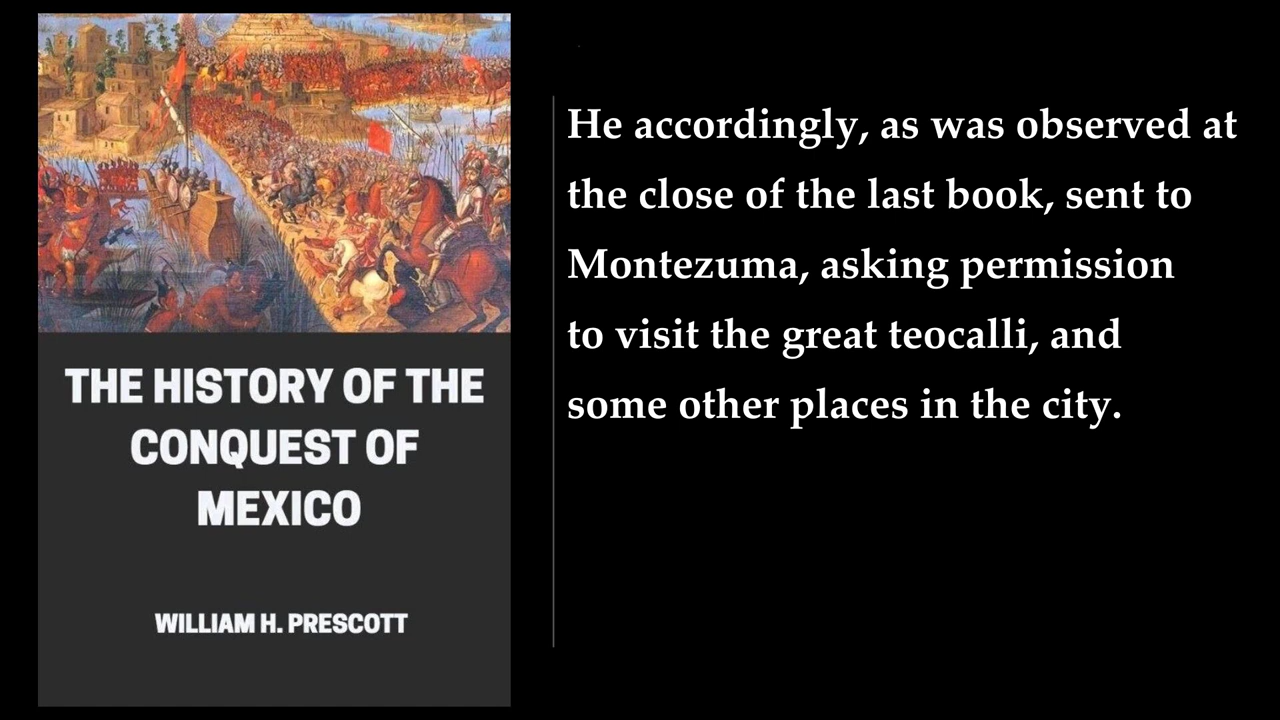 THE HISTORY OF THE
CONQUEST OF
MEXICO
WILLIAM H. PRESCOTT
He accordingly, as was observed at
the close of the last book, sent to
Montezuma, asking permission
to visit the great teocalli, and
some other places in the city.